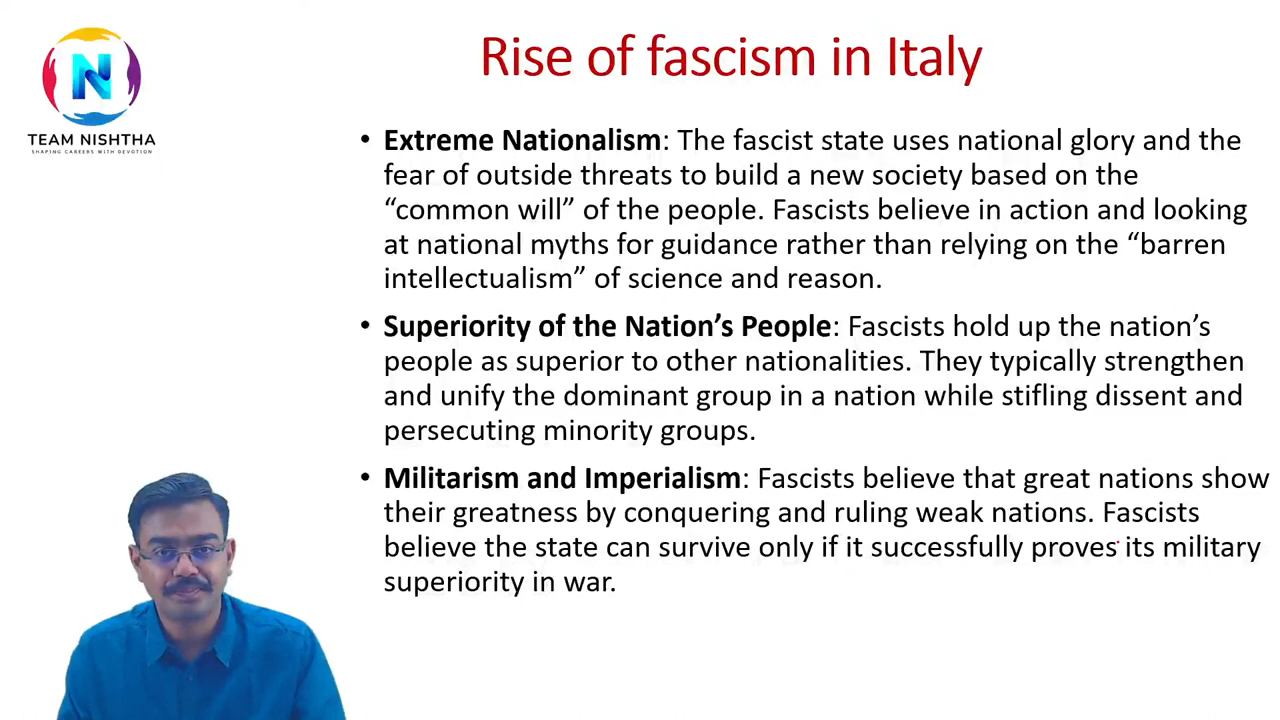 Rise of fascism in Italy
TEAM NISHTHA
SHAPING CAREERS WITH DEVOTION
• Extreme Nationalism: The fascist state uses national glory and the
fear of outside threats to build a new society based on the
“common will” of the people. Fascists believe in action and looking
at national myths for guidance rather than relying on the “barren
intellectualism” of science and reason.
• Superiority of the Nation’s People: Fascists hold up the nation’s
people as superior to other nationalities. They typically strengthen
and unify the dominant group in a nation while stifling dissent and
persecuting minority groups.
• Militarism and Imperialism: Fascists believe that great nations show
their greatness by conquering and ruling weak nations. Fascists
believe the state can survive only if it successfully proves its military
superiority in war.